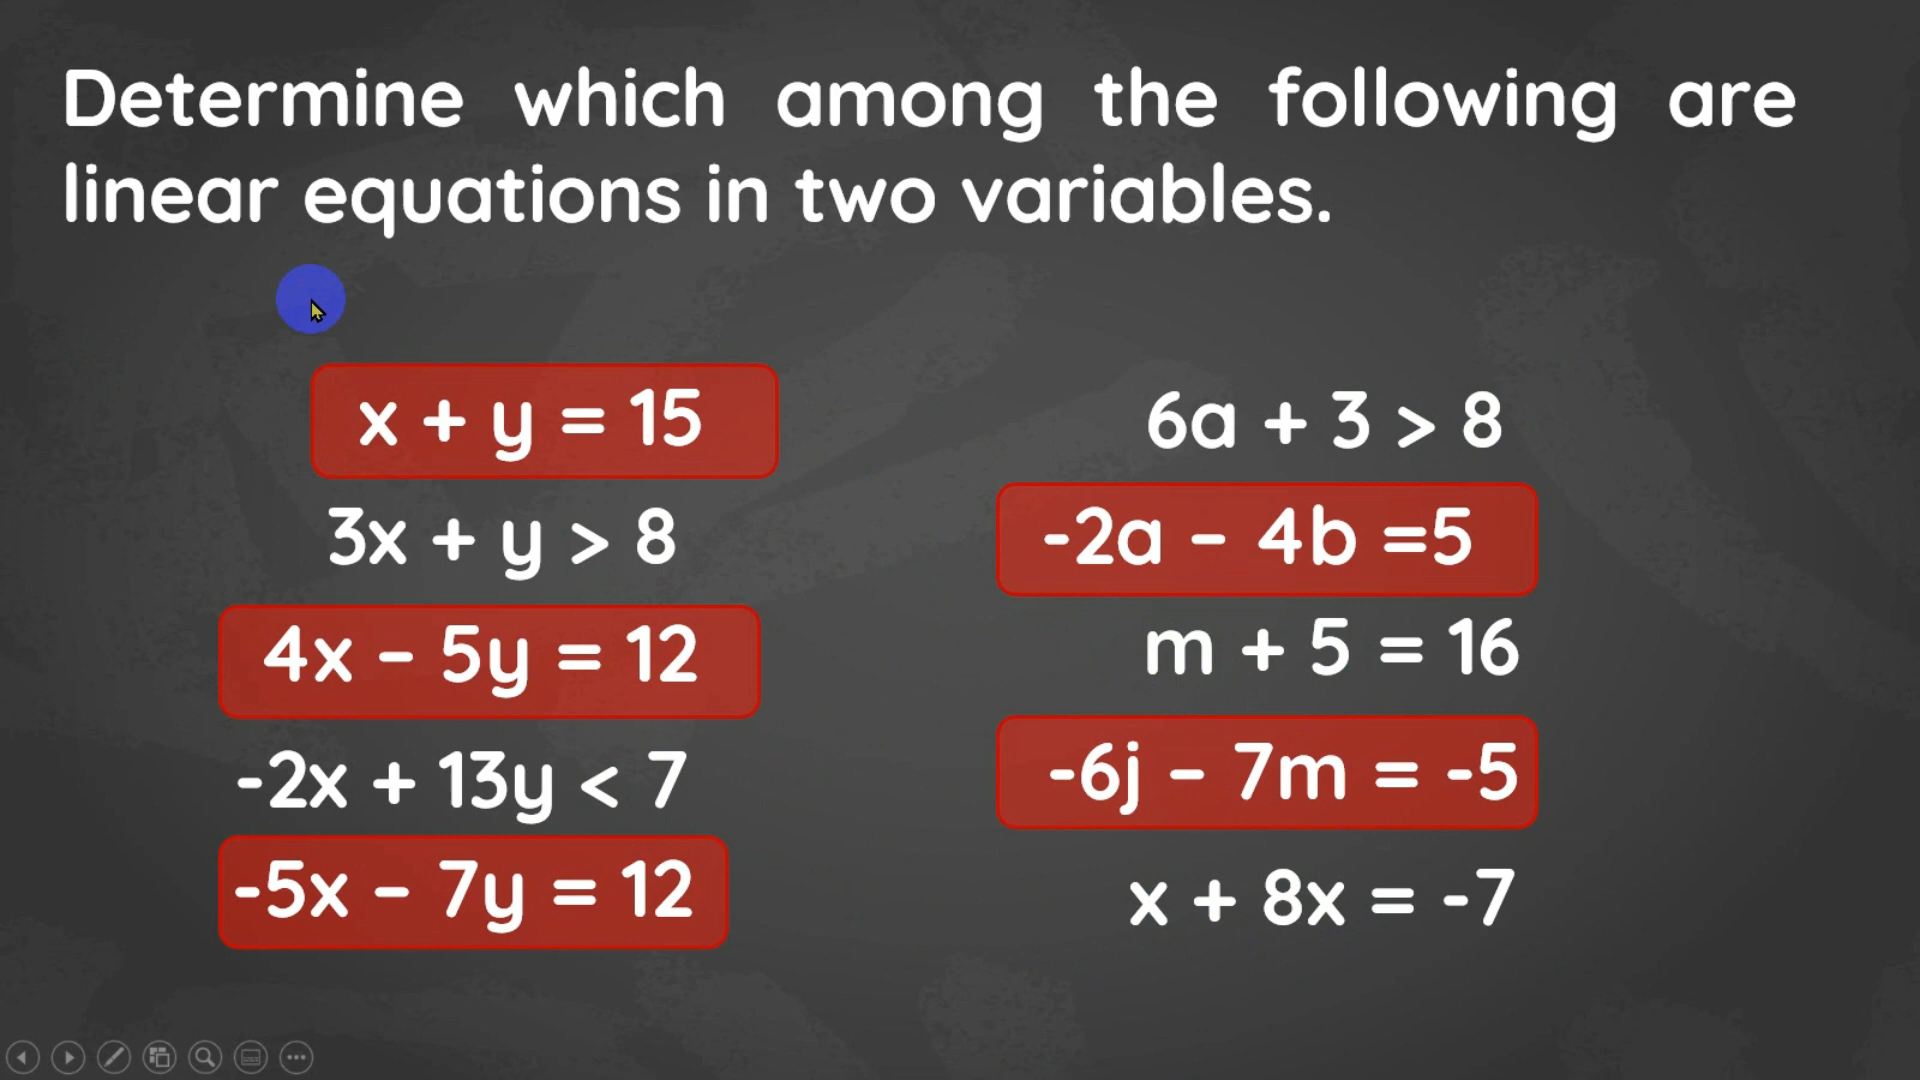 Determine which among the following are
linear equations in two variables.
x + y = 15
3x + y > 8
4x – 5y = 12
-2x + 13y < 7
-5x – 7y = 12
6a + 3 > 8
-2a – 4b =5
m + 5 = 16
-6j – 7m = -5
x + 8x = -7